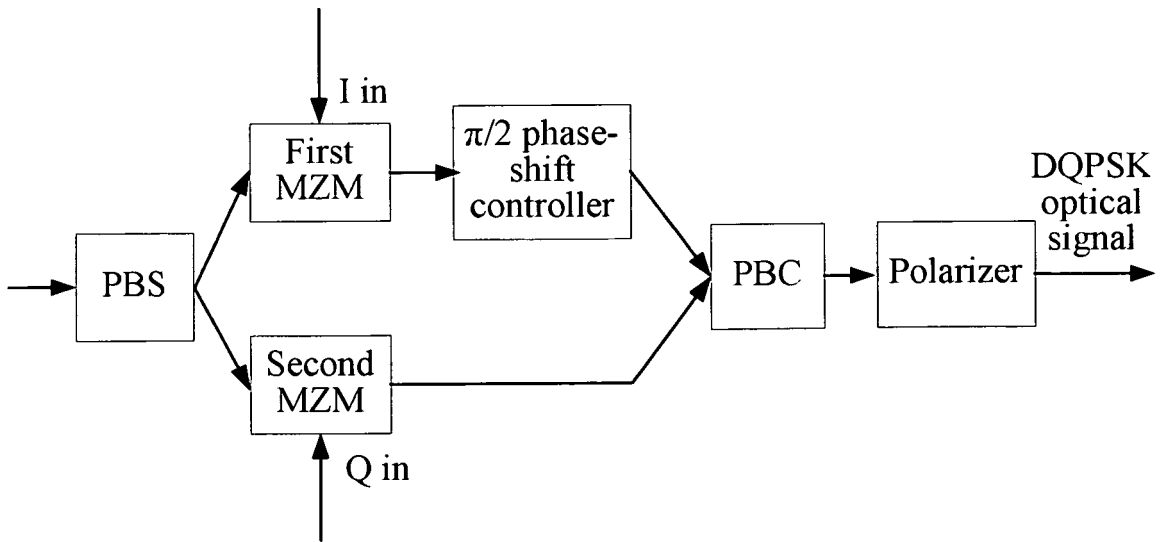 I in
First
MZM
π/2 phase-
shift
controller
DQPSK
optical
signal
PBS
PBC
Polarizer
Second
MZM
Q in